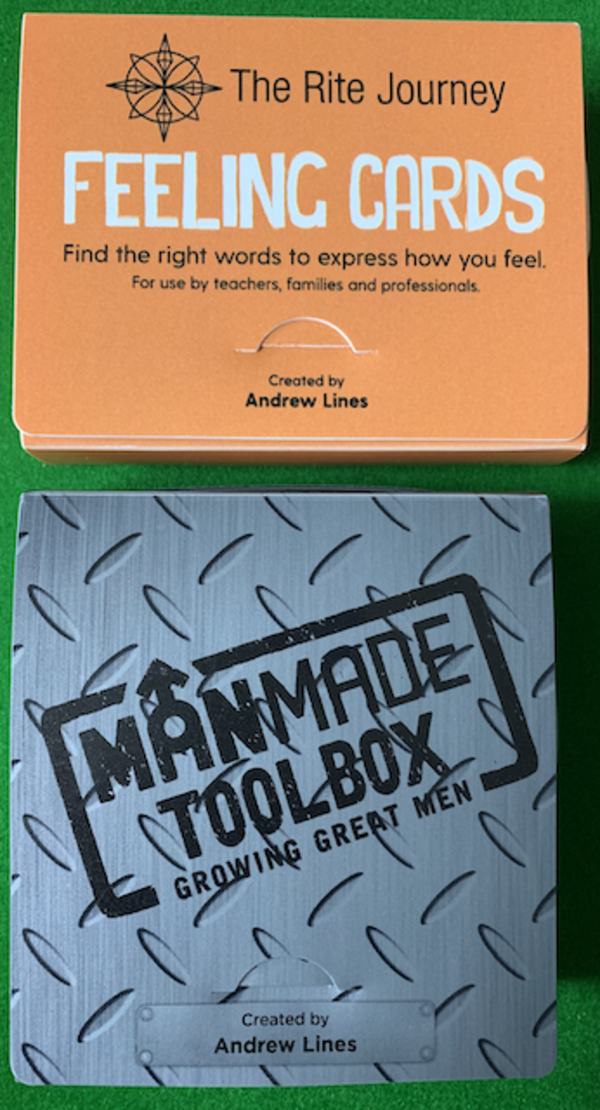 The Rite Journey
FEELING CARDS
Find the right words to express how you feel.
For use by teachers, families and professionals.
Created by
Andrew Lines
MANMADE
TOOLBOX
GROWING GREAT MEN
Created by
Andrew Lines